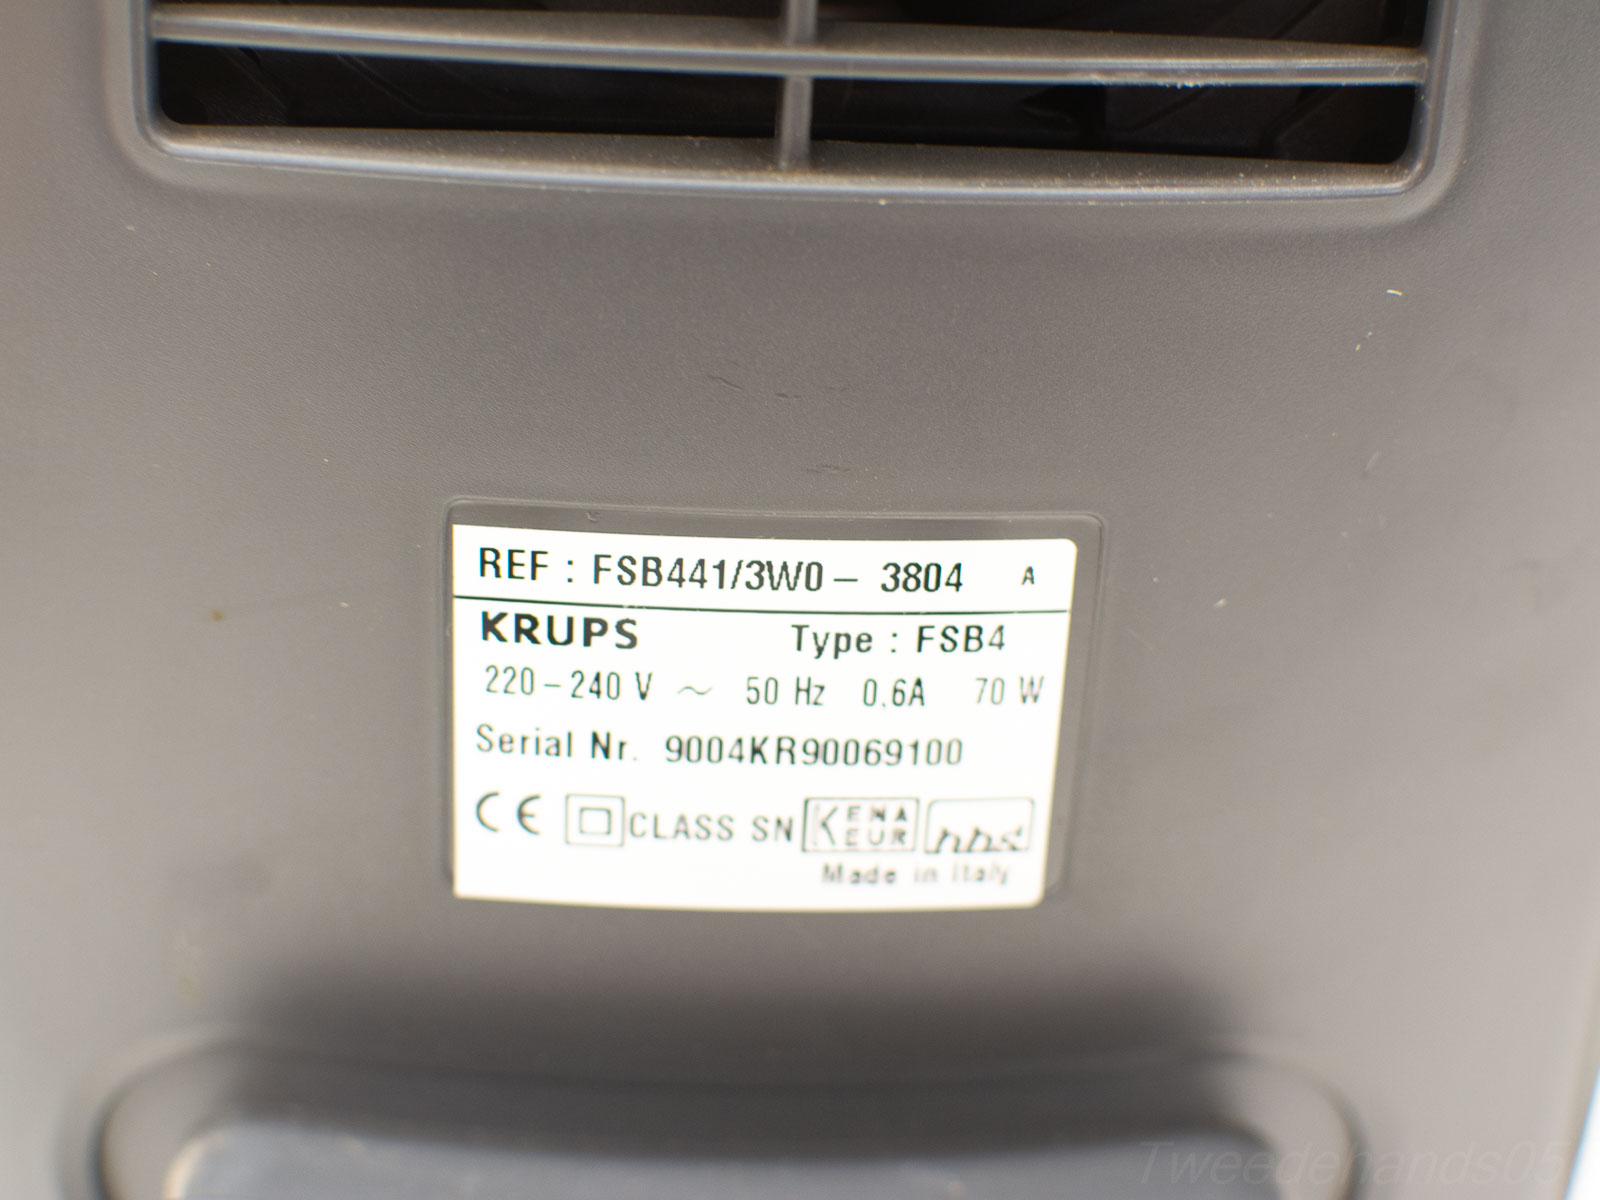 REF : FSB441/3W0 – 3804 A
KRUPS Type : FSB4
220 – 240 V ~ 50 Hz 0.6A 70 W
Serial Nr. 9004KR90069100
CE CLASS SN KEMA KEUR
Made in Italy
Tweedehands05